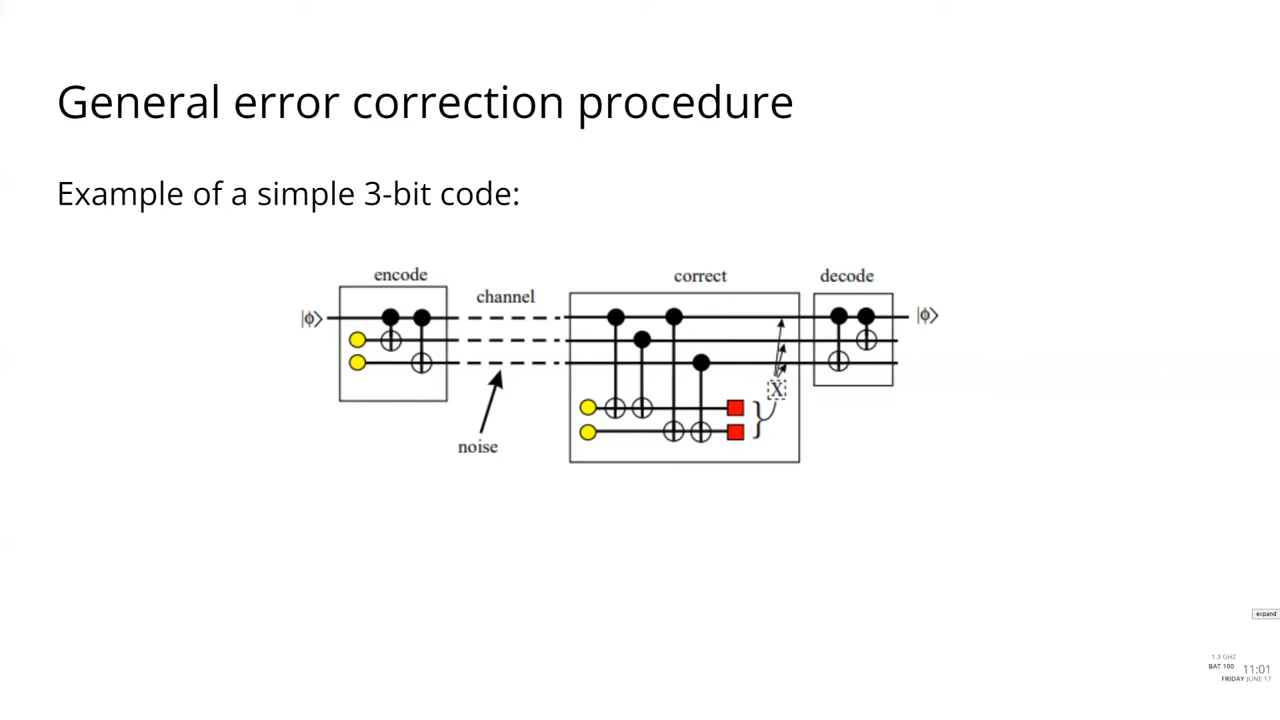 General error correction procedure
Example of a simple 3-bit code:
encode
channel
correct
decode
|ϕ⟩
|ϕ⟩
X
noise
expand
1.3 GHZ
BAT 100 11:01
FRIDAY JUNE 17